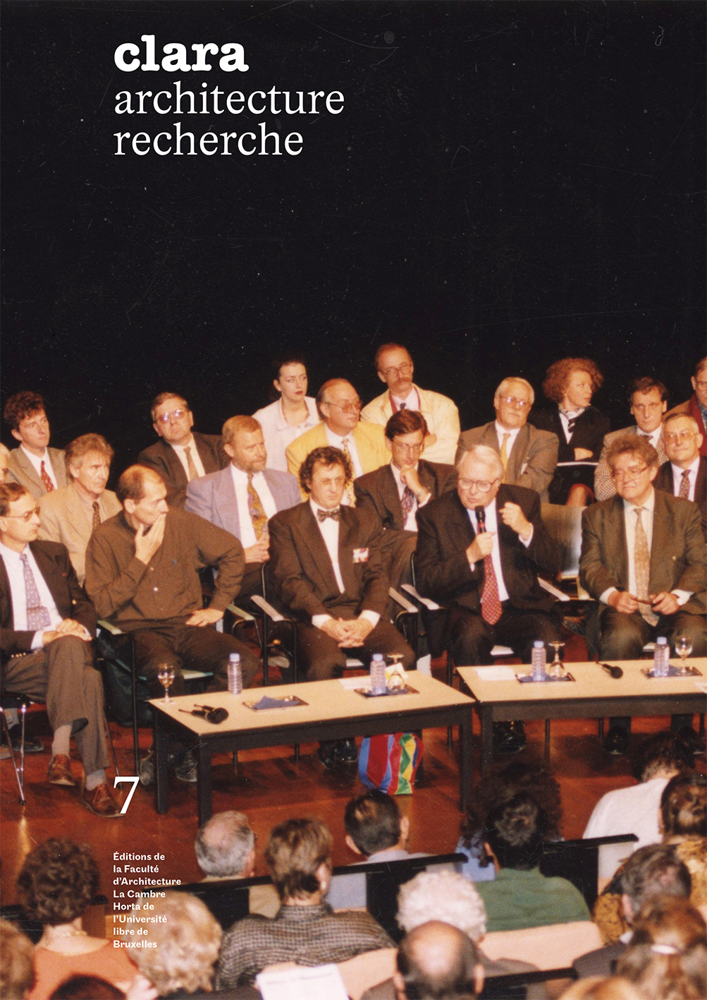 clara
architecture
recherche
7
Éditions de
la Faculté
d’Architecture
La Cambre
Horta de
l’Université
libre de
Bruxelles